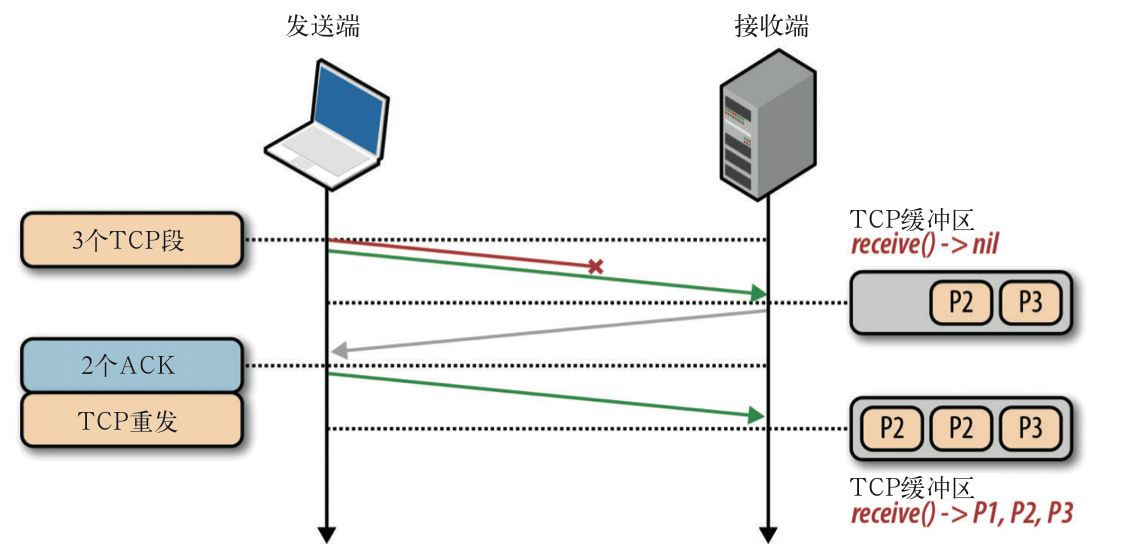 发送端
接收端
3个TCP段
TCP缓冲区
receive() -> nil
P2 P3
2个ACK
TCP重发
P2 P2 P3
TCP缓冲区
receive() -> P1, P2, P3